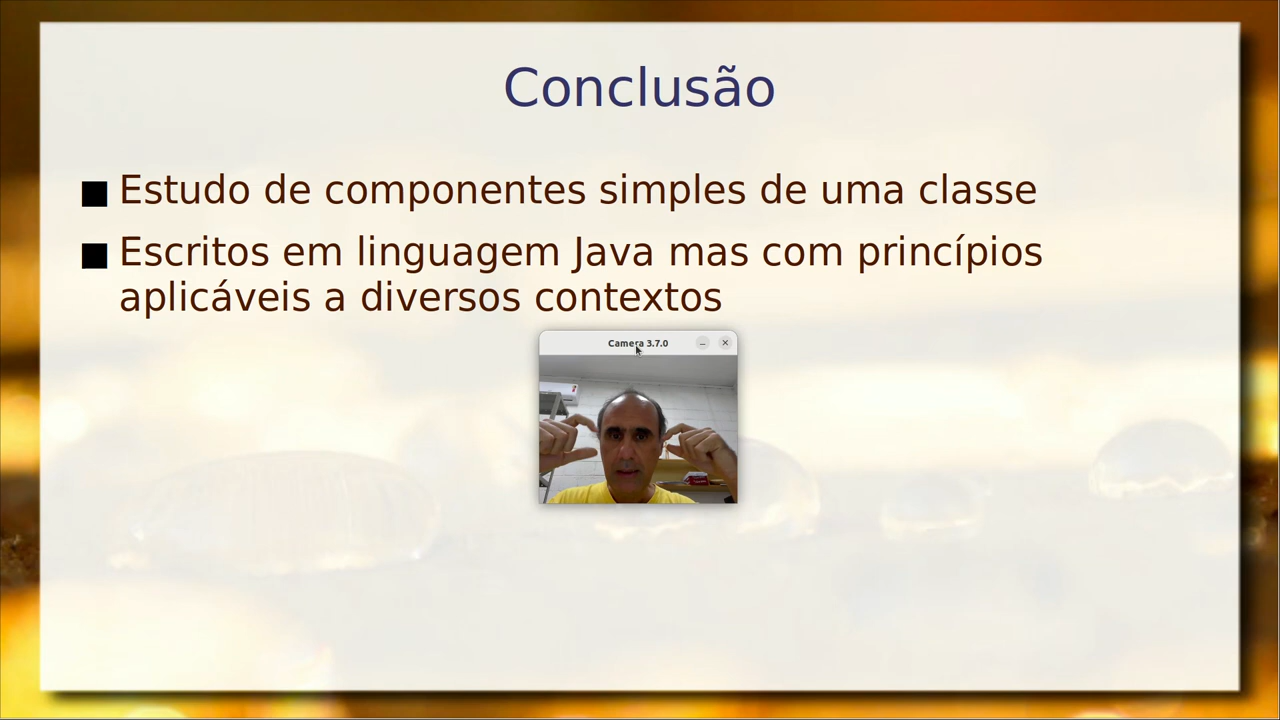 Conclusão
Estudo de componentes simples de uma classe
Escritos em linguagem Java mas com princípios
aplicáveis a diversos contextos
Camera 3.7.0